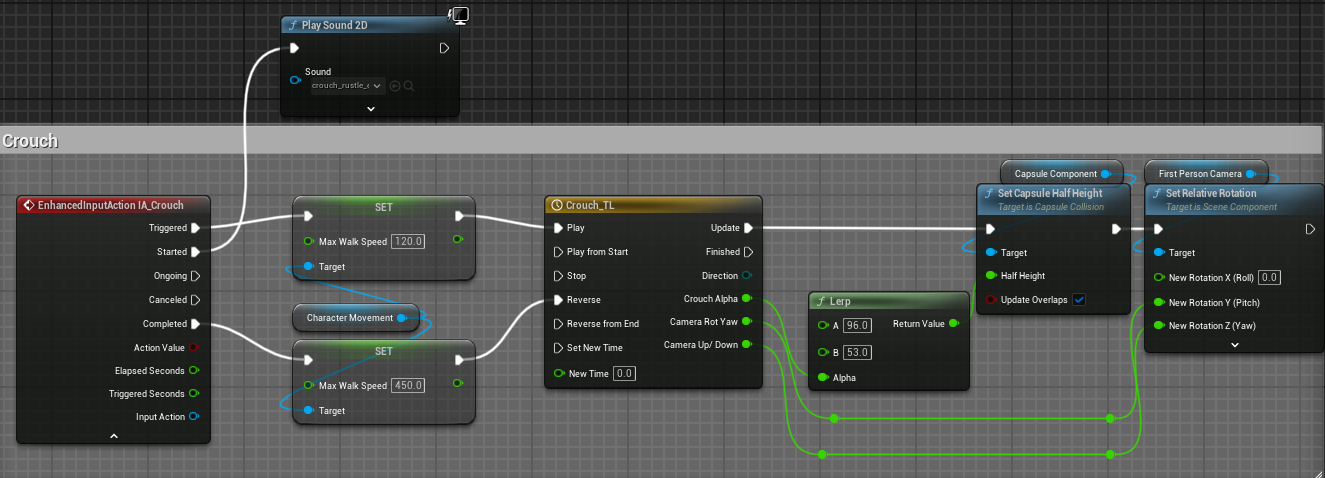 Play Sound 2D
Sound
crouch_rustle_
Crouch
EnhancedInputAction IA_Crouch
Triggered
Started
Ongoing
Canceled
Completed
Action Value
Elapsed Seconds
Triggered Seconds
Input Action
SET
Max Walk Speed 120.0
Target
Character Movement
SET
Max Walk Speed 450.0
Target
Crouch_TL
Play
Play from Start
Stop
Reverse
Reverse from End
Set New Time
New Time 0.0
Update
Finished
Direction
Crouch Alpha
Camera Rot Yaw
Camera Up/ Down
Lerp
A 96.0
B 53.0
Alpha
Return Value
Capsule Component
Set Capsule Half Height
Target is Capsule Collision
Target
Half Height
Update Overlaps
First Person Camera
Set Relative Rotation
Target is Scene Component
Target
New Rotation X (Roll) 0.0
New Rotation Y (Pitch)
New Rotation Z (Yaw)